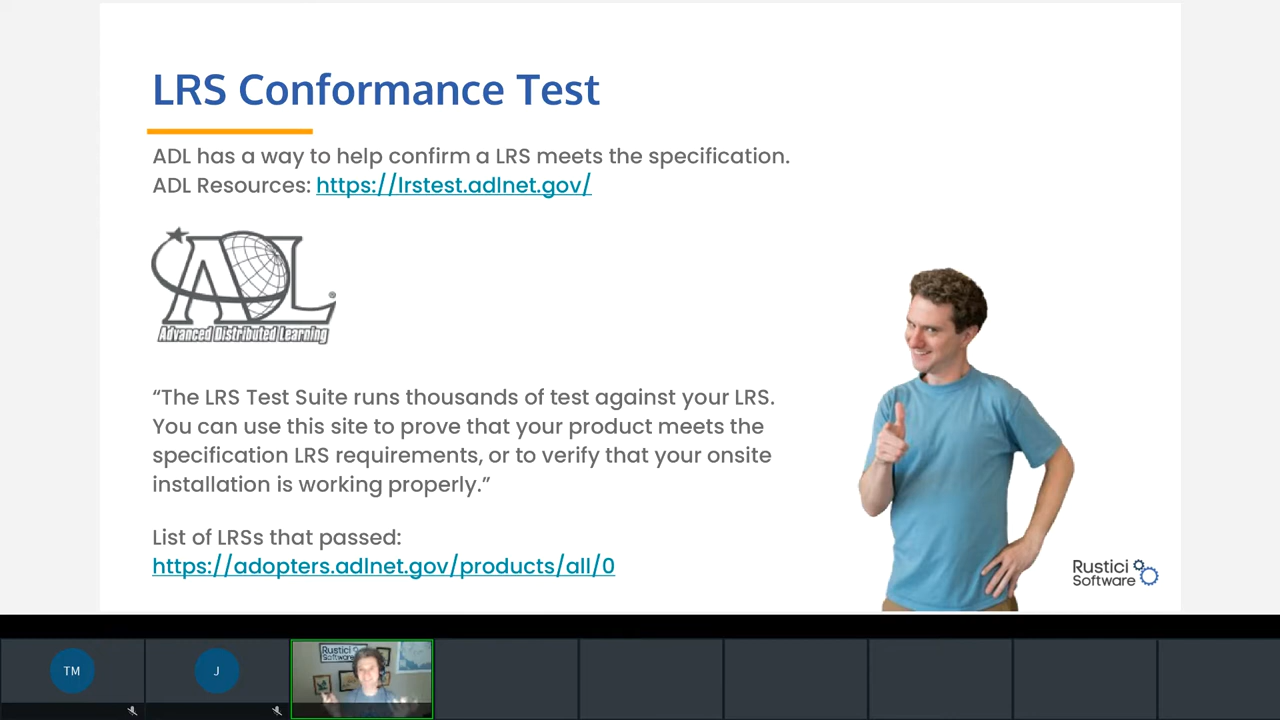 LRS Conformance Test
ADL has a way to help confirm a LRS meets the specification.
ADL Resources: https://lrstest.adlnet.gov/
ADL
®
Advanced Distributed Learning
“The LRS Test Suite runs thousands of test against your LRS.
You can use this site to prove that your product meets the
specification LRS requirements, or to verify that your onsite
installation is working properly.”
List of LRSs that passed:
https://adopters.adlnet.gov/products/all/0
Rustici
Software
TM
J
Rustici
Software